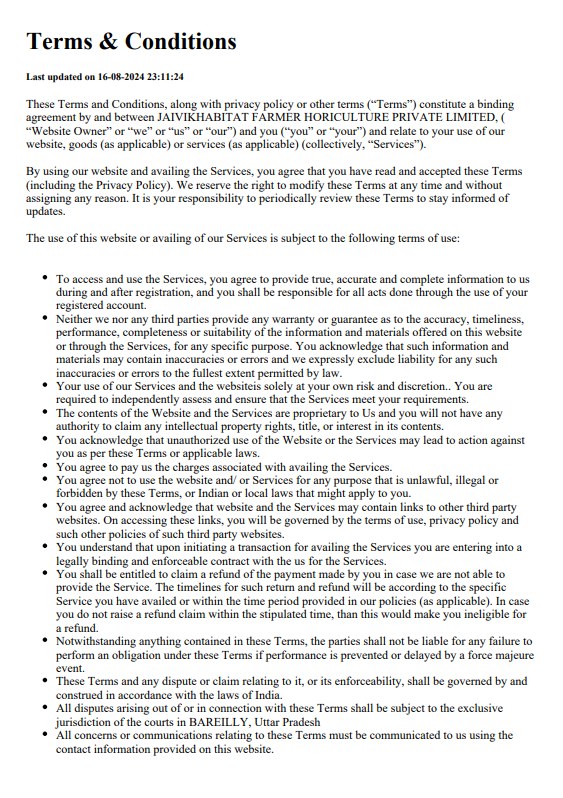 Terms & Conditions
Last updated on 16-08-2024 23:11:24
These Terms and Conditions, along with privacy policy or other terms (“Terms”) constitute a binding
agreement by and between JAIVIKHABITAT FARMER HORICULTURE PRIVATE LIMITED, (
“Website Owner” or “we” or “us” or “our”) and you (“you” or “your”) and relate to your use of our
website, goods (as applicable) or services (as applicable) (collectively, “Services”).
By using our website and availing the Services, you agree that you have read and accepted these Terms
(including the Privacy Policy). We reserve the right to modify these Terms at any time and without
assigning any reason. It is your responsibility to periodically review these Terms to stay informed of
updates.
The use of this website or availing of our Services is subject to the following terms of use:
• To access and use the Services, you agree to provide true, accurate and complete information to us
during and after registration, and you shall be responsible for all acts done through the use of your
registered account.
• Neither we nor any third parties provide any warranty or guarantee as to the accuracy, timeliness,
performance, completeness or suitability of the information and materials offered on this website
or through the Services, for any specific purpose. You acknowledge that such information and
materials may contain inaccuracies or errors and we expressly exclude liability for any such
inaccuracies or errors to the fullest extent permitted by law.
• Your use of our Services and the websiteis solely at your own risk and discretion.. You are
required to independently assess and ensure that the Services meet your requirements.
• The contents of the Website and the Services are proprietary to Us and you will not have any
authority to claim any intellectual property rights, title, or interest in its contents.
• You acknowledge that unauthorized use of the Website or the Services may lead to action against
you as per these Terms or applicable laws.
• You agree to pay us the charges associated with availing the Services.
• You agree not to use the website and/ or Services for any purpose that is unlawful, illegal or
forbidden by these Terms, or Indian or local laws that might apply to you.
• You agree and acknowledge that website and the Services may contain links to other third party
websites. On accessing these links, you will be governed by the terms of use, privacy policy and
such other policies of such third party websites.
• You understand that upon initiating a transaction for availing the Services you are entering into a
legally binding and enforceable contract with the us for the Services.
• You shall be entitled to claim a refund of the payment made by you in case we are not able to
provide the Service. The timelines for such return and refund will be according to the specific
Service you have availed or within the time period provided in our policies (as applicable). In case
you do not raise a refund claim within the stipulated time, than this would make you ineligible for
a refund.
• Notwithstanding anything contained in these Terms, the parties shall not be liable for any failure to
perform an obligation under these Terms if performance is prevented or delayed by a force majeure
event.
• These Terms and any dispute or claim relating to it, or its enforceability, shall be governed by and
construed in accordance with the laws of India.
• All disputes arising out of or in connection with these Terms shall be subject to the exclusive
jurisdiction of the courts in BAREILLY, Uttar Pradesh
• All concerns or communications relating to these Terms must be communicated to us using the
contact information provided on this website.